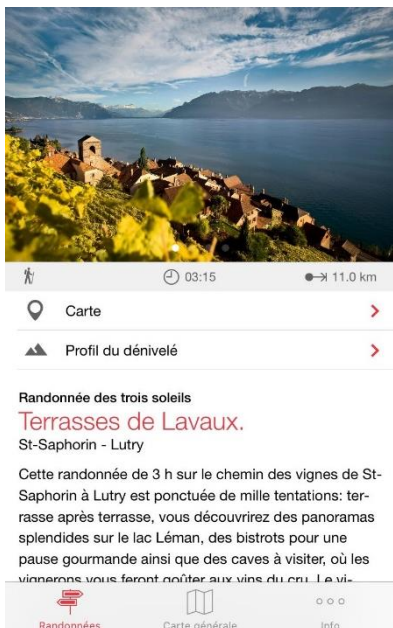 03:15
11.0 km
Carte
Profil du dénivelé
Randonnée des trois soleils
Terrasses de Lavaux.
St-Saphorin - Lutry
Cette randonnée de 3 h sur le chemin des vignes de St-
Saphorin à Lutry est ponctuée de mille tentations: ter-
rasse après terrasse, vous découvrirez des panoramas
splendides sur le lac Léman, des bistrots pour une
pause gourmande ainsi que des caves à visiter, où les
vignerons vous feront goûter aux vins du cru. Le vi-
Randonnées
Carte générale
Info